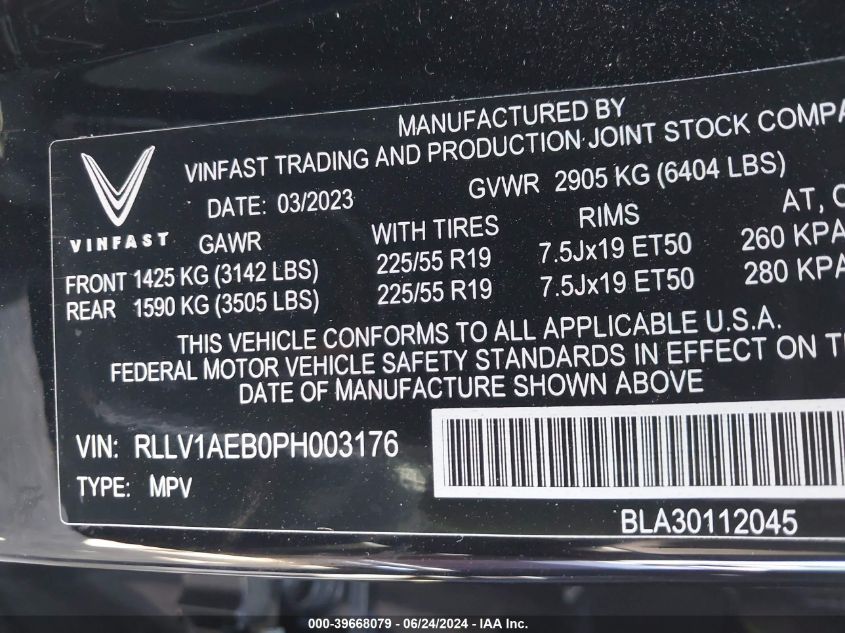 MANUFACTURED BY
VINFAST TRADING AND PRODUCTION JOINT STOCK
DATE: 03/2023 GVWR 2905 KG (6404 LBS)
VINFAST
GAWR WITH TIRES RIMS AT,
FRONT 1425 KG (3142 LBS) 225/55 R19 7.5Jx19 ET50 260 KPA
REAR 1590 KG (3505 LBS) 225/55 R19 7.5Jx19 ET50 280 KPA
THIS VEHICLE CONFORMS TO ALL APPLICABLE U.S.A.
FEDERAL MOTOR VEHICLE SAFETY STANDARDS IN EFFECT ON
DATE OF MANUFACTURE SHOWN ABOVE
VIN: RLLV1AEB0PH003176
TYPE: MPV
BLA30112045
000-39668079 - 06/24/2024 - IAA Inc.